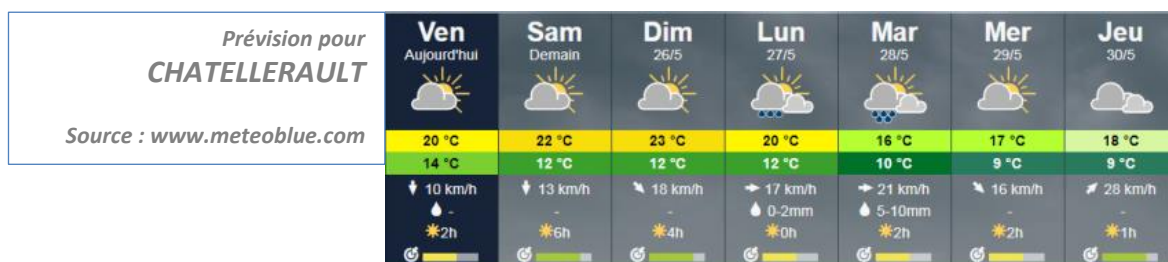 Prévision pour
CHATELLERAULT
Source : www.meteoblue.com
Ven Sam Dim Lun Mar Mer Jeu
Aujourd'hui Demain 26/5 27/5 28/5 29/5 30/5
20 °C 22 °C 23 °C 20 °C 16 °C 17 °C 18 °C
14 °C 12 °C 12 °C 12 °C 10 °C 9 °C 9 °C
10 km/h 13 km/h 18 km/h 17 km/h 21 km/h 16 km/h 28 km/h
- - - 0-2mm 5-10mm - -
2h 6h 4h 0h 2h 2h 1h